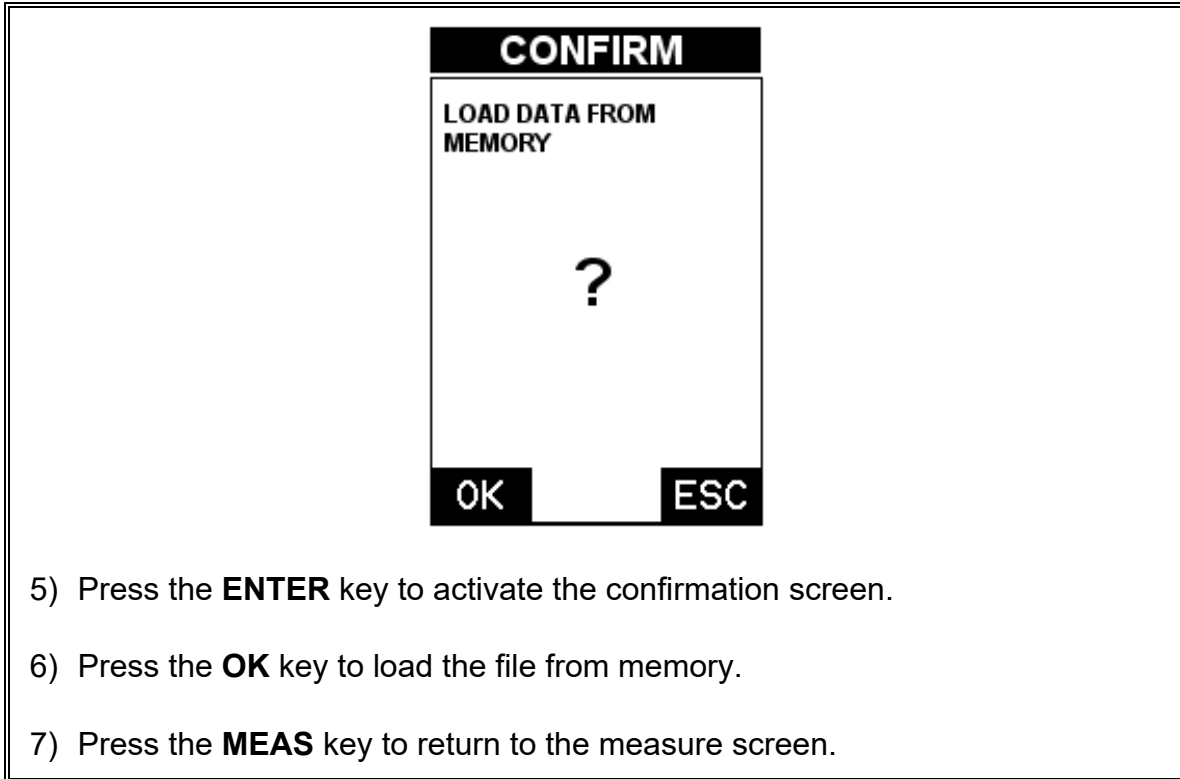 CONFIRM
LOAD DATA FROM
MEMORY
?
OK ESC
5) Press the ENTER key to activate the confirmation screen.
6) Press the OK key to load the file from memory.
7) Press the MEAS key to return to the measure screen.